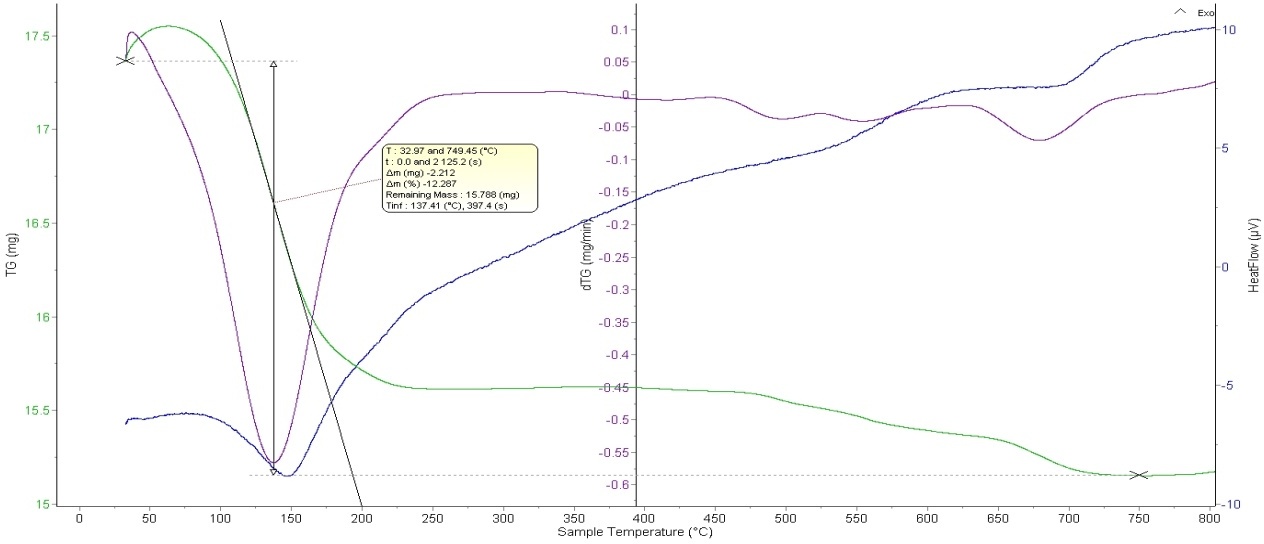 Exo
17.5
17
16.5
16
15.5
15
TG (mg)
T : 32.97 and 749.45 (°C)
t : 0.0 and 2 125.2 (s)
Δm (mg) -2.212
Δm (%) -12.287
Remaining Mass : 15.788 (mg)
Tinf : 137.41 (°C), 397.4 (s)
0.1
0.05
0
-0.05
-0.1
-0.15
-0.2
-0.25
-0.3
-0.35
-0.4
-0.45
-0.5
-0.55
-0.6
dTG (mg/min)
10
5
0
-5
-10
HeatFlow (µV)
0 50 100 150 200 250 300 350 400 450 500 550 600 650 700 750 800
Sample Temperature (°C)